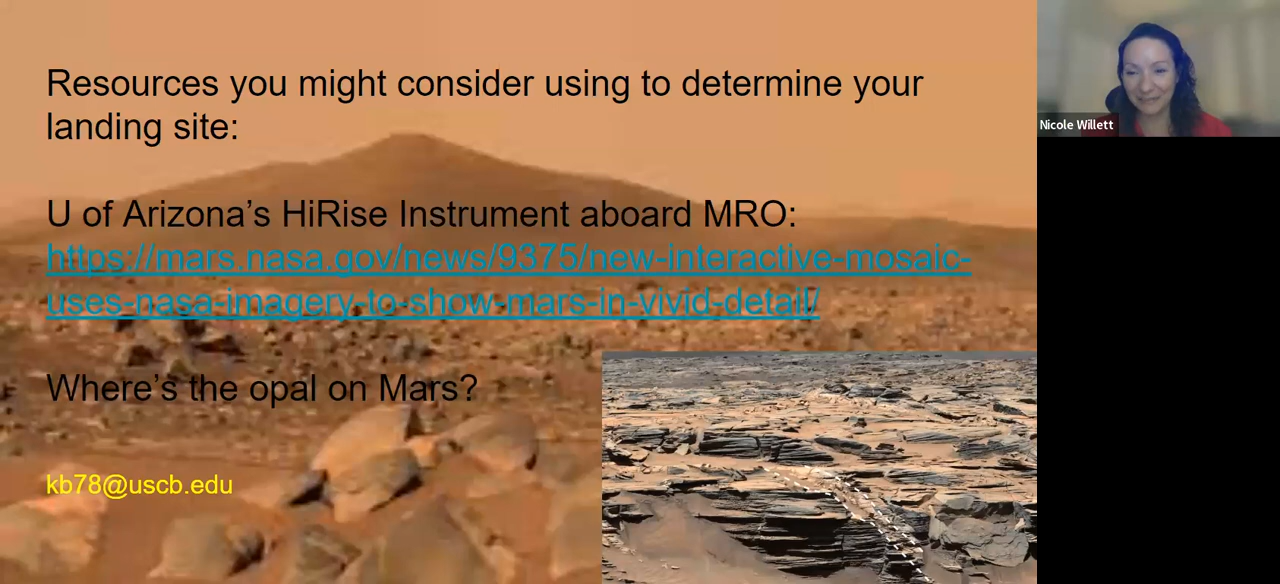 Resources you might consider using to determine your
landing site:
U of Arizona's HiRise Instrument aboard MRO:
https://mars.nasa.gov/news/9375/new-interactive-mosaic-
uses-nasa-imagery-to-show-mars-in-vivid-detail/
Where's the opal on Mars?
kb78@uscb.edu
Nicole Willett